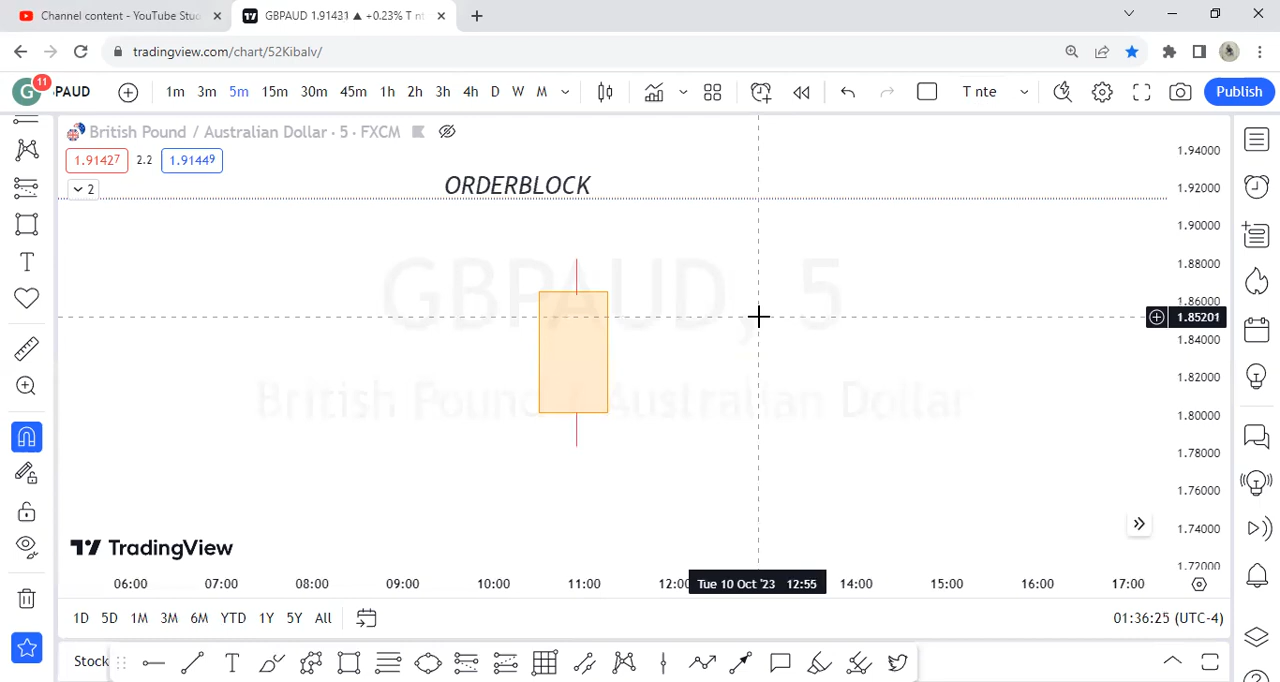 Channel content - YouTube Stu
GBPAUD 1.91431 ▲ +0.23% T nt
tradingview.com/chart/52Kibalv/
G
11
PAUD
1m 3m 5m 15m 30m 45m 1h 2h 3h 4h D W M
T nte
Publish
British Pound / Australian Dollar · 5 · FXCM
1.91427 2.2 1.91449
2
ORDERBLOCK
GBPAUD, 5
British Pound / Australian Dollar
1.94000
1.92000
1.90000
1.88000
1.86000
1.85201
1.84000
1.82000
1.80000
1.78000
1.76000
1.74000
1.72000
TradingView
06:00 07:00 08:00 09:00 10:00 11:00 12:00 Tue 10 Oct '23 12:55 14:00 15:00 16:00 17:00
1D 5D 1M 3M 6M YTD 1Y 5Y All
01:36:25 (UTC-4)
Stock